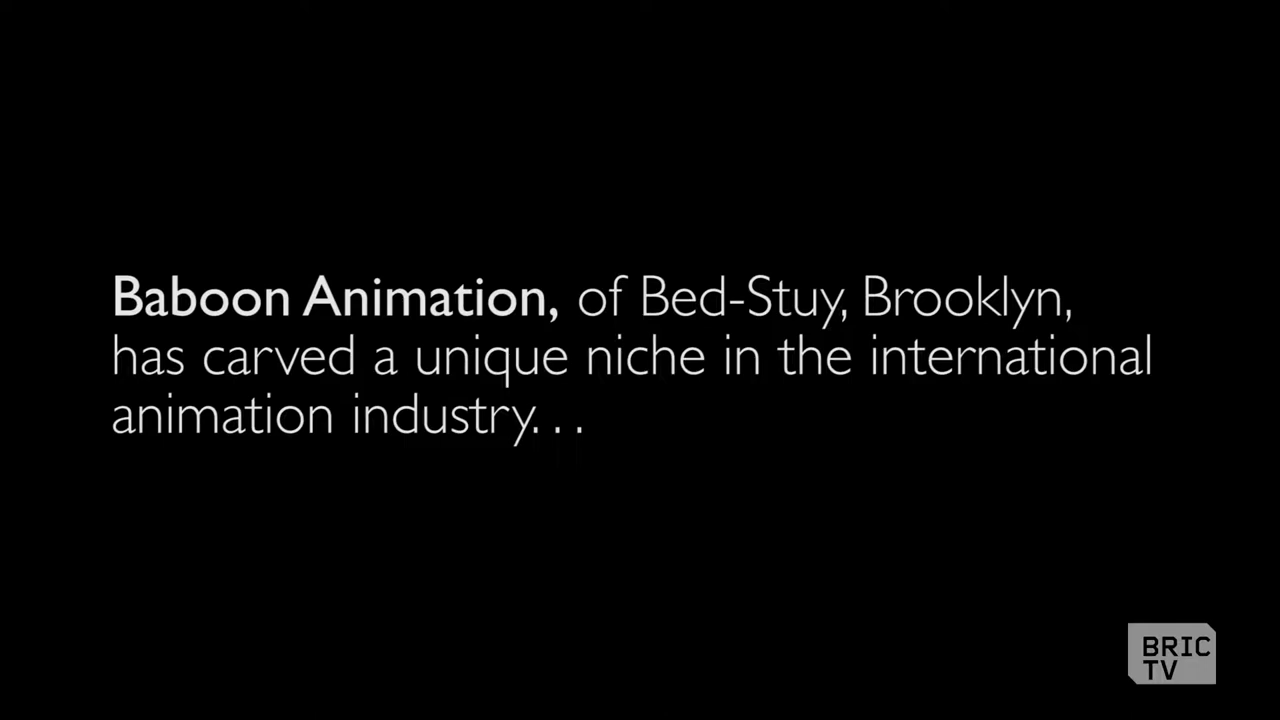 Baboon Animation, of Bed-Stuy, Brooklyn,
has carved a unique niche in the international
animation industry...
BRIC
TV